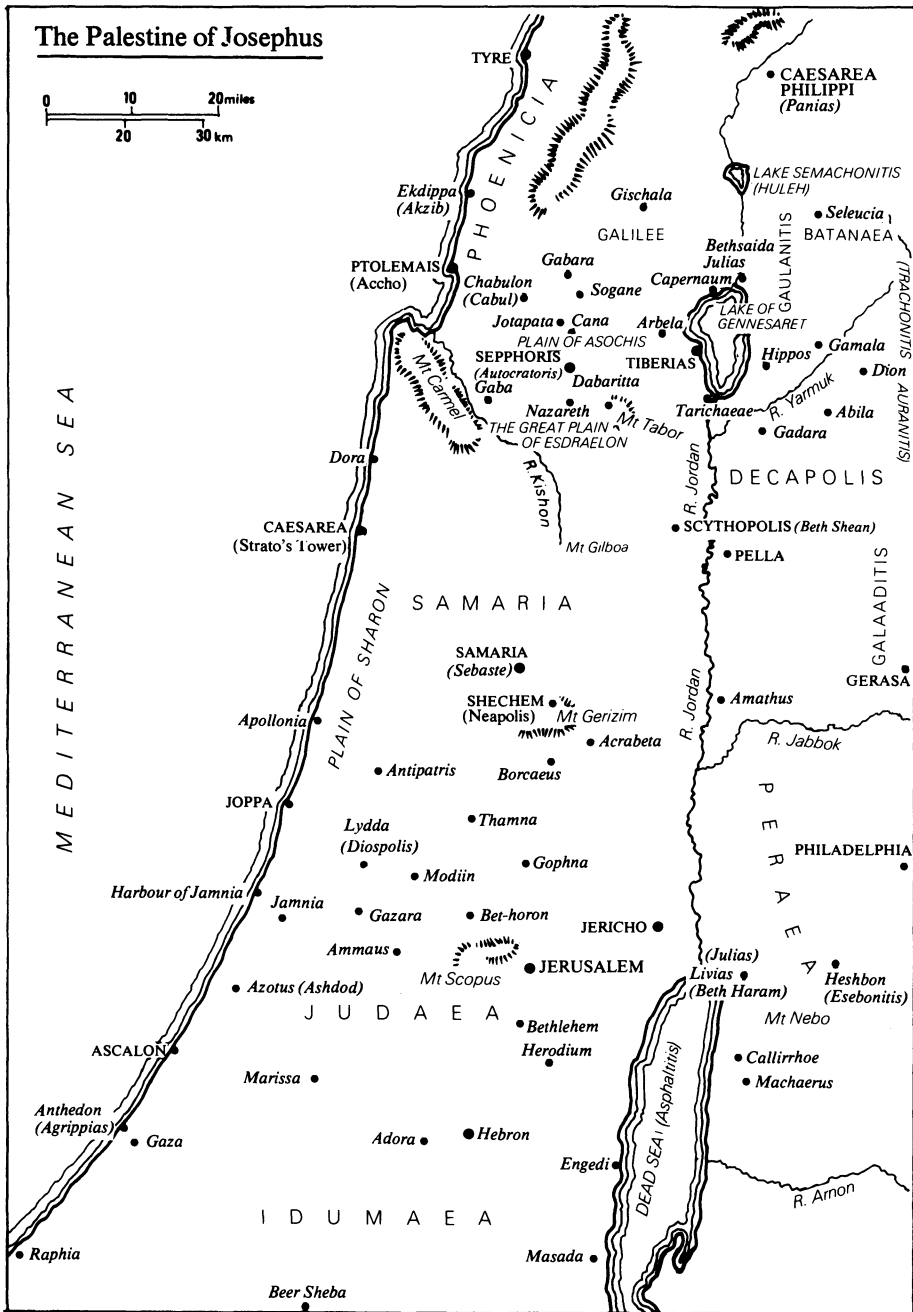 The Palestine of Josephus
0 10 20 miles
20 30 km
TYRE
CAESAREA
PHILIPPI
(Panias)
PHOENICIA
LAKE SEMACHONITIS
(HULEH)
Ekdippa
(Akzib)
Gischala
Seleucia
GALILEE
GAULANITIS
BATANAEA
(TRACHONITIS
AURANITIS)
Bethsaida
Julias
PTOLEMAIS
(Accho)
Gabara
Chabulon
(Cabul)
Sogane
Capernaum
LAKE OF
GENNESARET
Jotapata
Cana
Arbela
PLAIN OF ASOCHIS
SEPPHORIS
(Autocratoris)
TIBERIAS
Hippos
Gamala
Dion
Mt Carmel
Gaba
Dabaritta
Nazareth
Mt Tabor
Tarichaeae
R. Yarmuk
Abila
Gadara
THE GREAT PLAIN
OF ESDRAELON
Dora
R. Kishon
R. Jordan
DECAPOLIS
CAESAREA
(Strato's Tower)
SCYTHOPOLIS (Beth Shean)
Mt Gilboa
PELLA
MEDITERRANEAN SEA
SAMARIA
GALAADITIS
PLAIN OF SHARON
SAMARIA
(Sebaste)
GERASA
SHECHEM
(Neapolis)
Mt Gerizim
R. Jordan
Amathus
Apollonia
Acrabeta
R. Jabbok
Antipatris
Borcaeus
JOPPA
PERAEA
Thamna
Lydda
(Diospolis)
Gophna
PHILADELPHIA
Modiin
Harbour of Jamnia
Jamnia
Gazara
Bet-horon
JERICHO
Ammaus
Mt Scopus
JERUSALEM
(Julias)
Livias
(Beth Haram)
Heshbon
(Esebonitis)
Azotus (Ashdod)
JUDAEA
Mt Nebo
Bethlehem
Herodium
ASCALON
Callirrhoe
Marissa
Machaerus
DEAD SEA (Asphaltitis)
Anthedon
(Agrippias)
Gaza
Adora
Hebron
Engedi
R. Arnon
IDUMAEA
Raphia
Masada
Beer Sheba